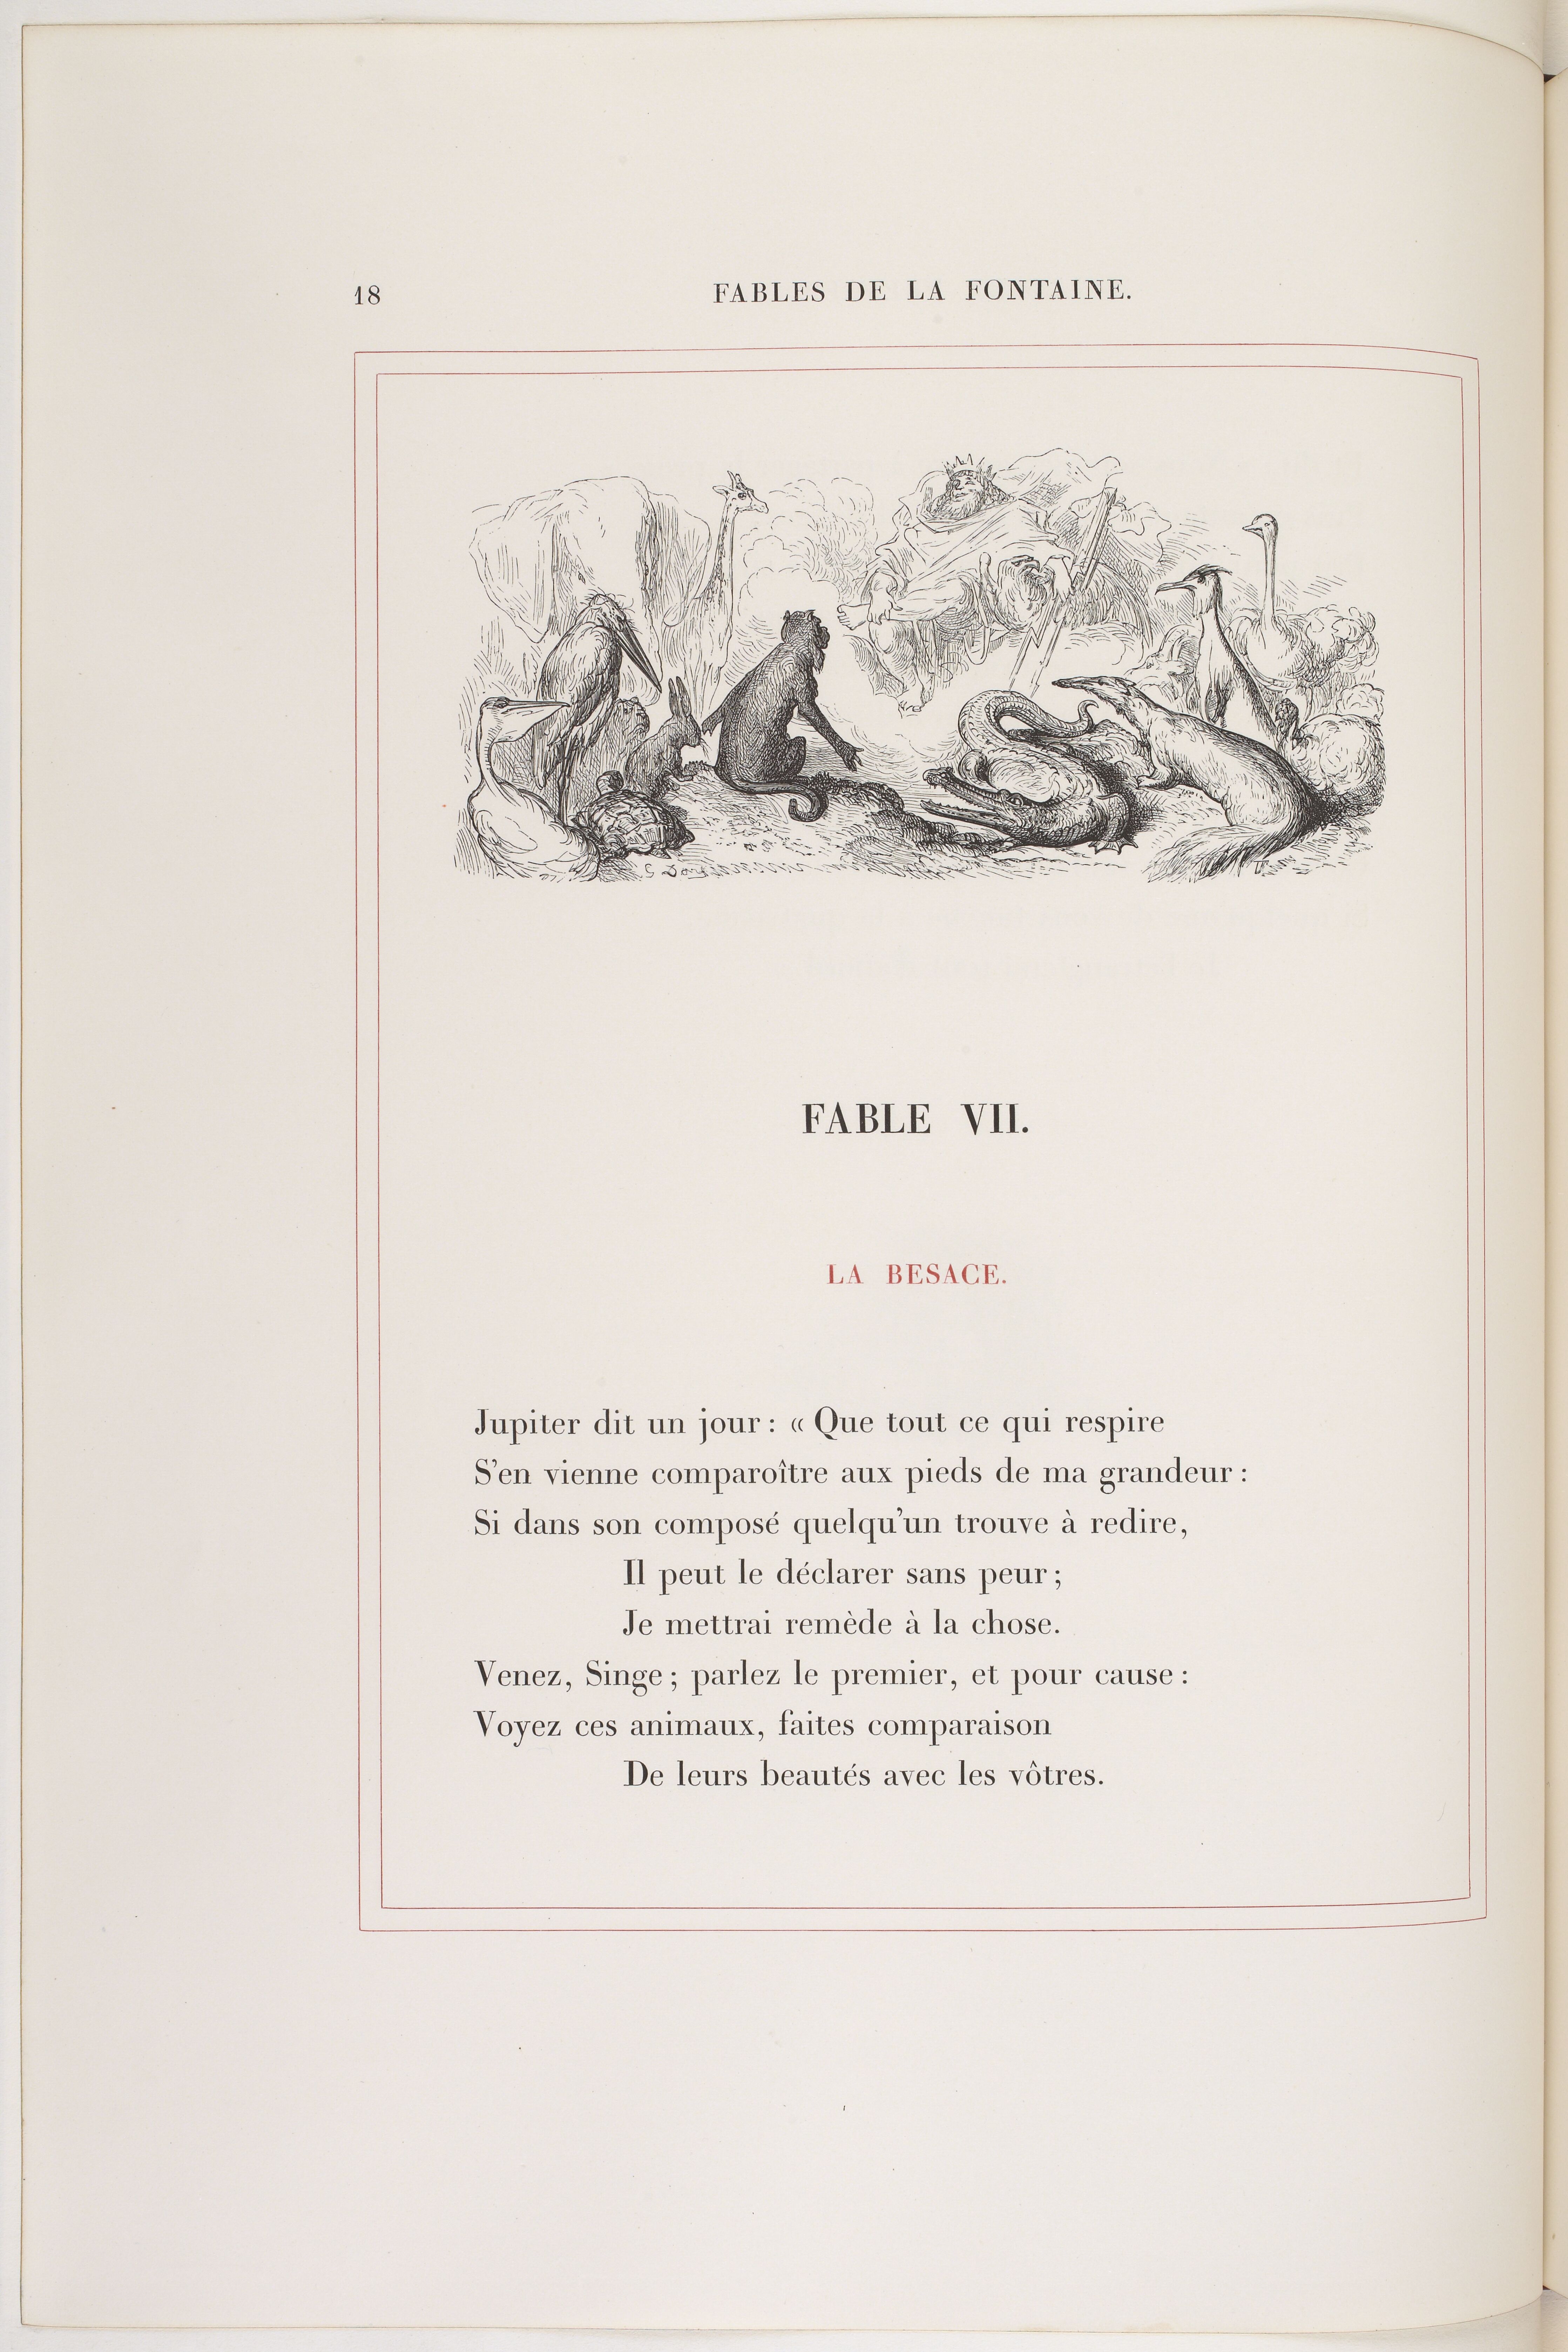 18
FABLES DE LA FONTAINE.
G Doré
FABLE VII.
LA BESACE.
Jupiter dit un jour : « Que tout ce qui respire
S'en vienne comparoître aux pieds de ma grandeur :
Si dans son composé quelqu'un trouve à redire,
Il peut le déclarer sans peur ;
Je mettrai remède à la chose.
Venez, Singe ; parlez le premier, et pour cause :
Voyez ces animaux, faites comparaison
De leurs beautés avec les vôtres.